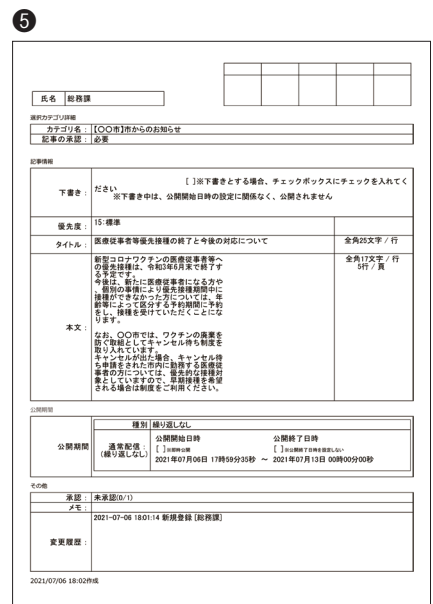 5
氏名 総務課
選択カテゴリ詳細
カテゴリ名： 【〇〇市】市からのお知らせ
記事の承認： 必要
記事情報
下書き： [ ]※下書きとする場合、チェックボックスにチェックを入れてく
ださい
※下書き中は、公開開始日時の設定に関係なく、公開されません
優先度： 15:標準
タイトル： 医療従事者等優先接種の終了と今後の対応について 全角25文字 / 行
本文： 新型コロナワクチンの医療従事者等へ 全角17文字 / 行
の優先接種は、令和3年6月末で終了す 5行 / 頁
る予定です。
今後は、新たに医療従事者になる方や
、個別の事情により優先接種期間中に
接種ができなかった方については、年
齢等によって区分する予約期間に予約
をし、接種を受けていただくことにな
ります。
なお、〇〇市では、ワクチンの廃棄を
防ぐ取組としてキャンセル待ち制度を
取り入れています。
キャンセルが出た場合、キャンセル待
ち申請をされた市内に勤務する医療従
事者の方については、優先的な接種対
象としていますので、早期接種を希望
される場合は制度をご利用ください。
公開期間
公開期間 種別 繰り返しなし
通常配信： 公開開始日時 公開終了日時
(繰り返しなし) [ ]※即時公開 [ ]※公開終了日時を設定しない
2021年07月06日 17時59分35秒 ～ 2021年07月13日 00時00分00秒
その他
承認： 未承認(0/1)
メモ：
変更履歴： 2021-07-06 18:01:14 新規登録 [総務課]
2021/07/06 18:02作成